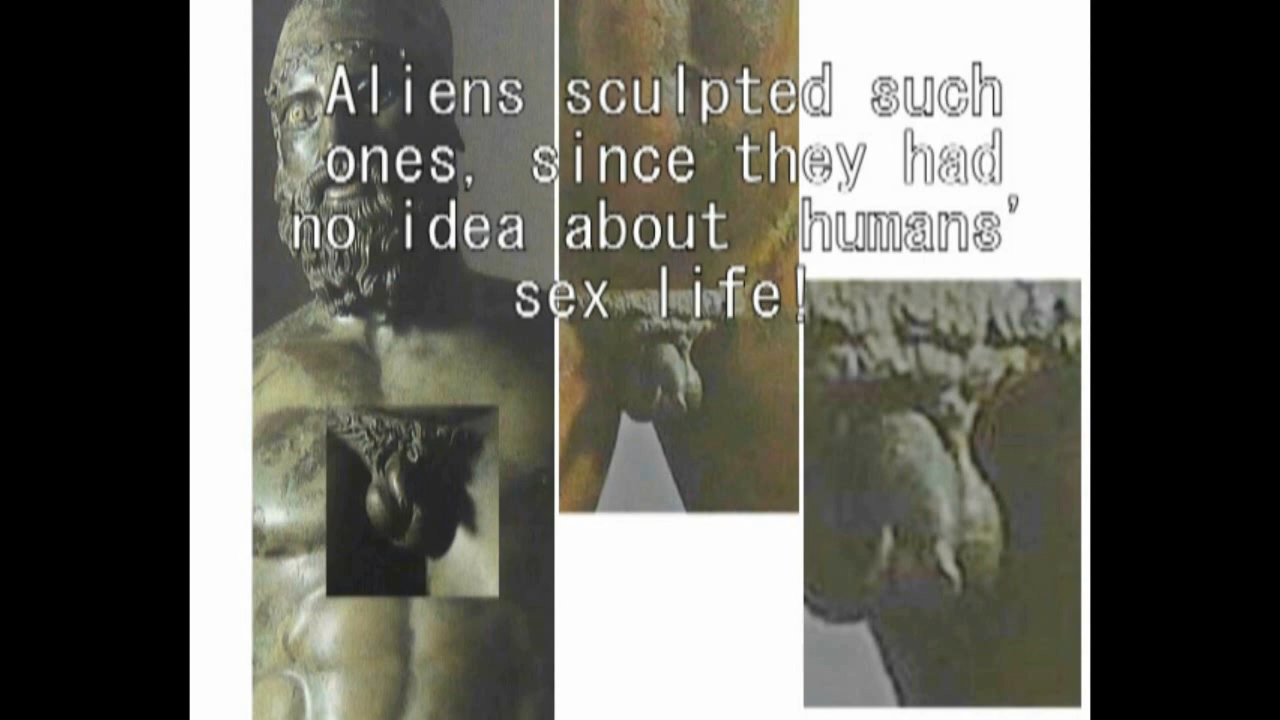 Aliens sculpted such
ones, since they had
no idea about humans'
sex life!